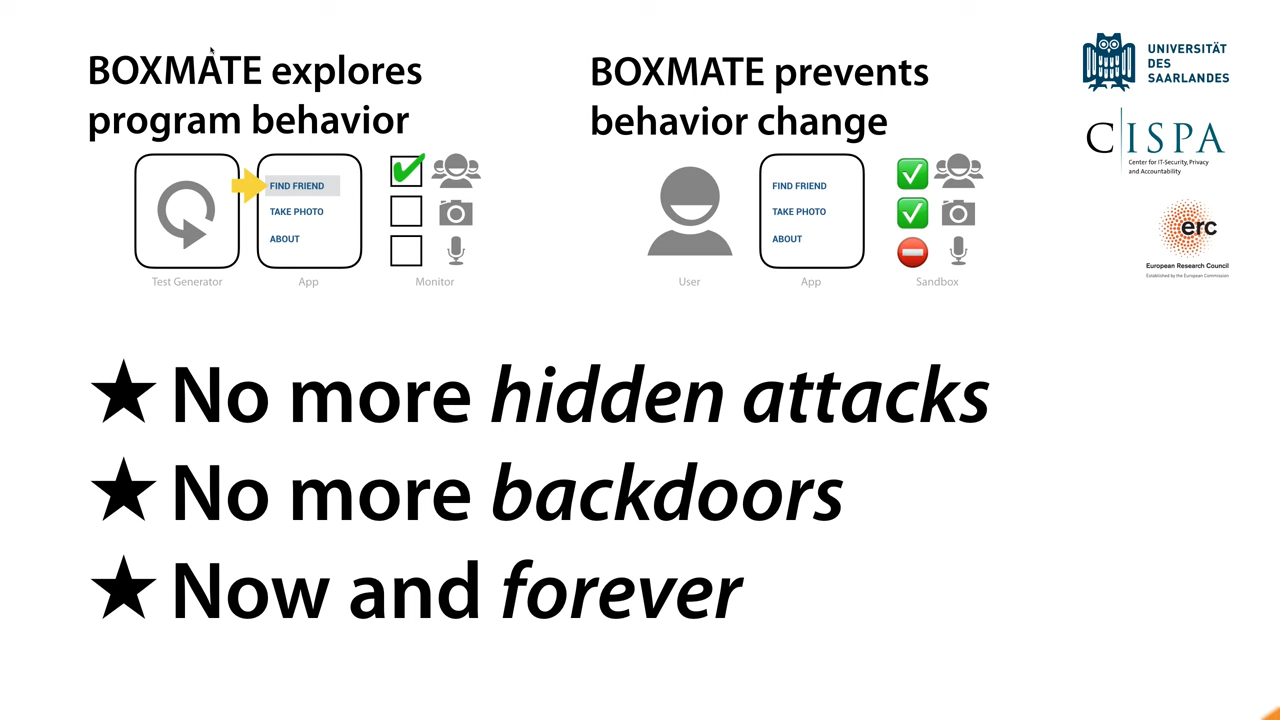 BOXMATE explores
program behavior
FIND FRIEND
TAKE PHOTO
ABOUT
Test Generator
App
Monitor
BOXMATE prevents
behavior change
FIND FRIEND
TAKE PHOTO
ABOUT
User
App
Sandbox
UNIVERSITÄT
DES
SAARLANDES
CISPA
Center for IT-Security, Privacy
and Accountability
erc
European Research Council
Established by the European Commission
★ No more hidden attacks
★ No more backdoors
★ Now and forever